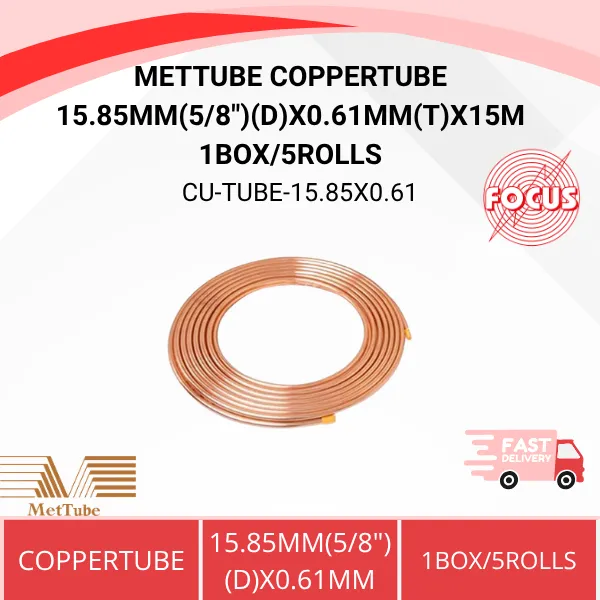 METTUBE COPPERTUBE
15.85MM(5/8")(D)X0.61MM(T)X15M
1BOX/5ROLLS
CU-TUBE-15.85X0.61
FOCUS
FAST
DELIVERY
MetTube
COPPERTUBE
15.85MM(5/8")
(D)X0.61MM
1BOX/5ROLLS